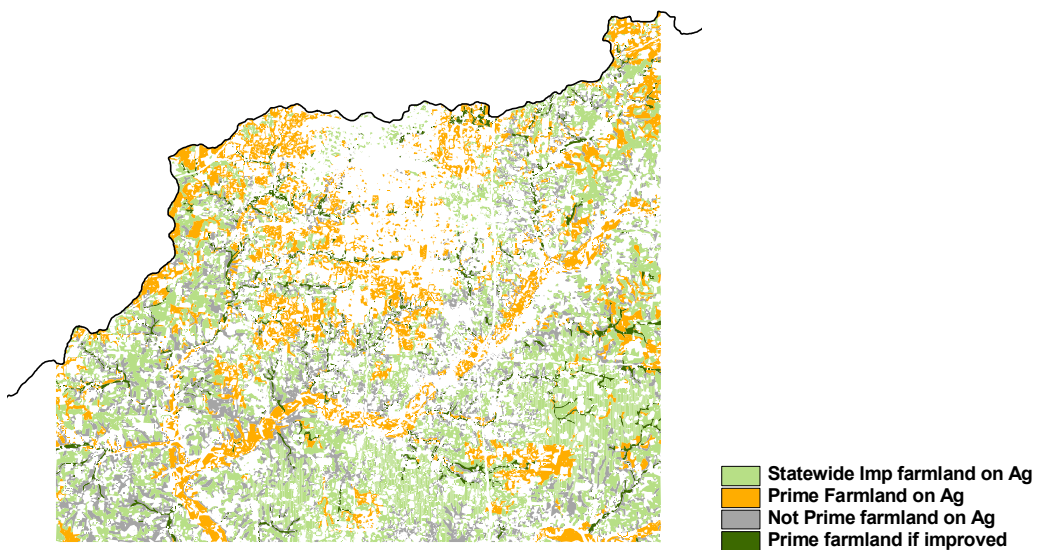 Statewide Imp farmland on Ag
Prime Farmland on Ag
Not Prime farmland on Ag
Prime farmland if improved